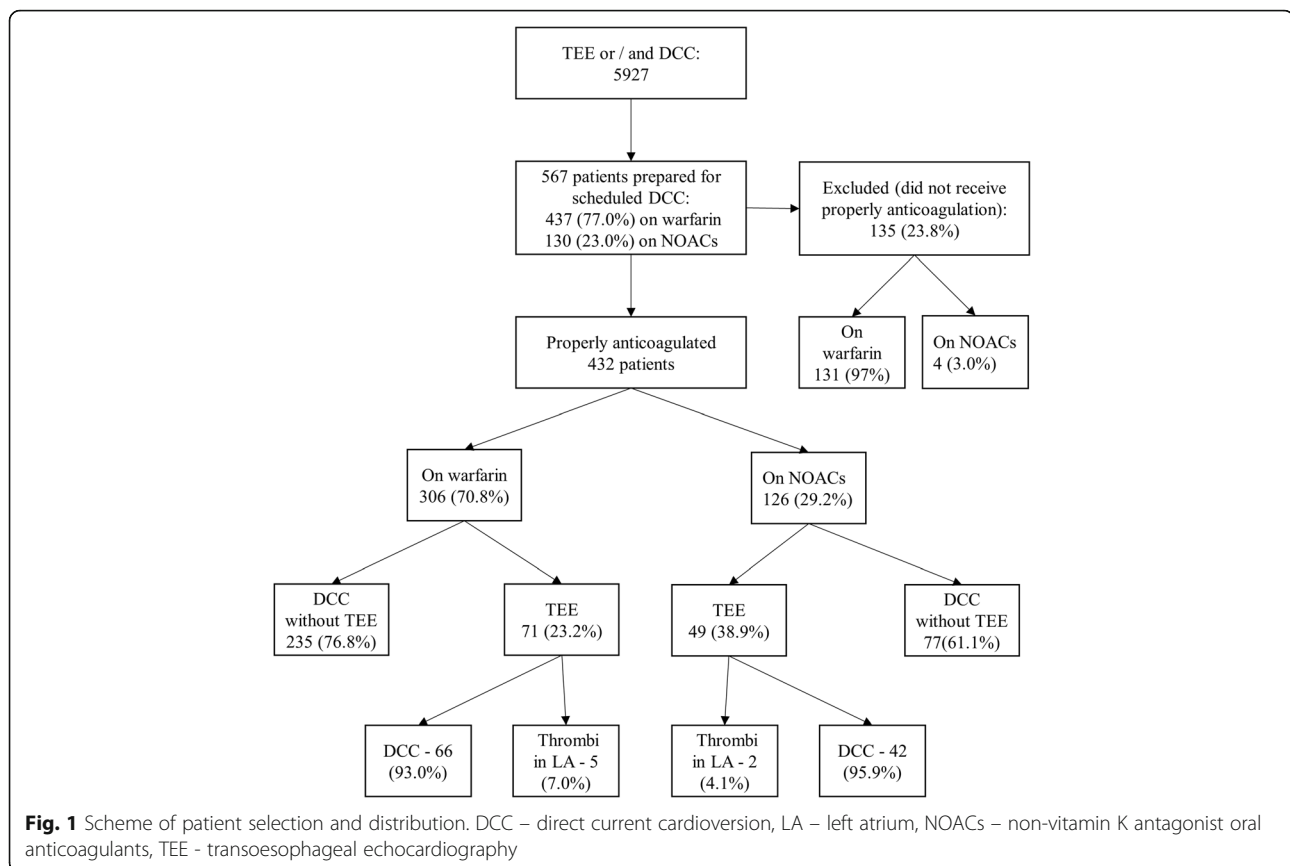 TEE or / and DCC:
5927
567 patients prepared for
scheduled DCC:
437 (77.0%) on warfarin
130 (23.0%) on NOACs
Excluded (did not receive
properly anticoagulation):
135 (23.8%)
On
warfarin
131 (97%)
On NOACs
4 (3.0%)
Properly anticoagulated
432 patients
On warfarin
306 (70.8%)
On NOACs
126 (29.2%)
DCC
without TEE
235 (76.8%)
TEE
71 (23.2%)
TEE
49 (38.9%)
DCC
without TEE
77(61.1%)
DCC - 66
(93.0%)
Thrombi
in LA - 5
(7.0%)
Thrombi
in LA - 2
(4.1%)
DCC - 42
(95.9%)
Fig. 1 Scheme of patient selection and distribution. DCC – direct current cardioversion, LA – left atrium, NOACs – non-vitamin K antagonist oral
anticoagulants, TEE - transoesophageal echocardiography